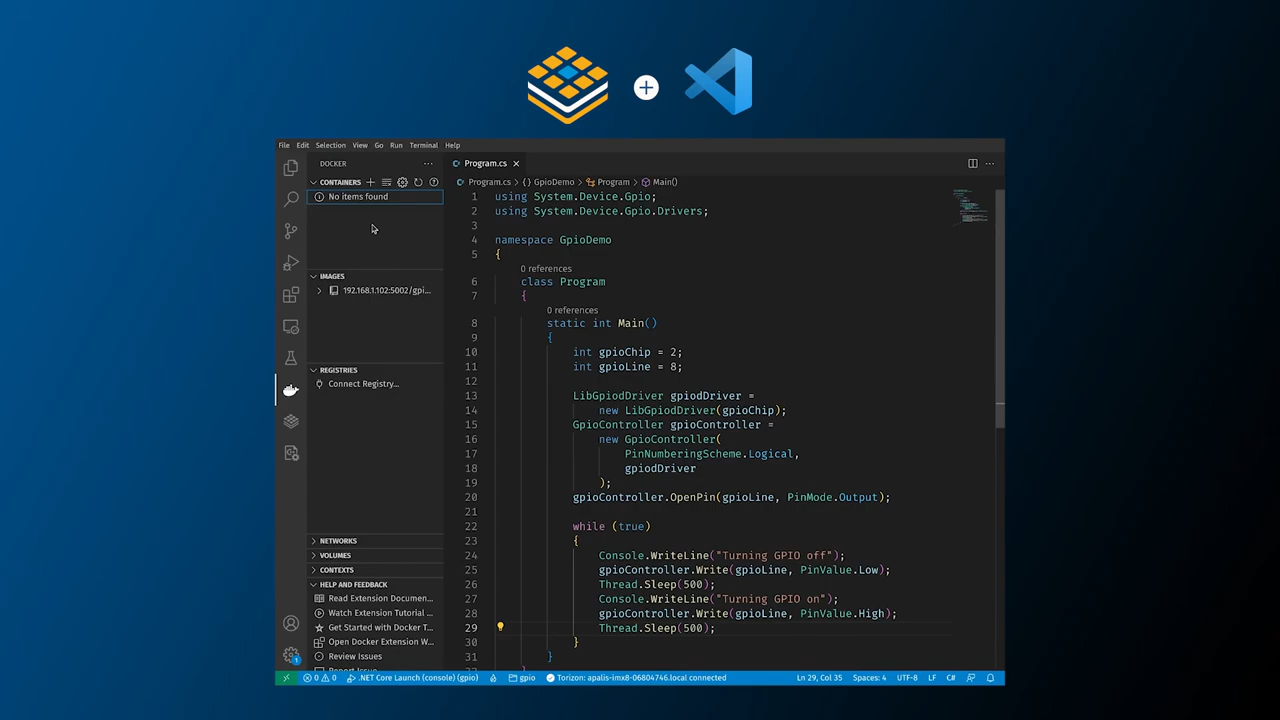 File Edit Selection View Go Run Terminal Help
DOCKER
CONTAINERS
No items found
IMAGES
192.168.1.102:5002/gpi...
REGISTRIES
Connect Registry...
NETWORKS
VOLUMES
CONTEXTS
HELP AND FEEDBACK
Read Extension Documen...
Watch Extension Tutorial ...
Get Started with Docker T...
Open Docker Extension W...
Review Issues
Report Issue
Program.cs
Program.cs > {} GpioDemo > Program > Main()
1 using System.Device.Gpio;
2 using System.Device.Gpio.Drivers;
3
4 namespace GpioDemo
5 {
0 references
6 class Program
7 {
0 references
8 static int Main()
9 {
10 int gpioChip = 2;
11 int gpioLine = 8;
12
13 LibGpiodDriver gpiodDriver =
14 new LibGpiodDriver(gpioChip);
15 GpioController gpioController =
16 new GpioController(
17 PinNumberingScheme.Logical,
18 gpiodDriver
19 );
20 gpioController.OpenPin(gpioLine, PinMode.Output);
21
22 while (true)
23 {
24 Console.WriteLine("Turning GPIO off");
25 gpioController.Write(gpioLine, PinValue.Low);
26 Thread.Sleep(500);
27 Console.WriteLine("Turning GPIO on");
28 gpioController.Write(gpioLine, PinValue.High);
29 Thread.Sleep(500);
30 }
31 }
1
0 0 .NET Core Launch (console) (gpio) gpio Torizon: apalis-imx8-06804746.local connected Ln 29, Col 35 Spaces: 4 UTF-8 LF C#